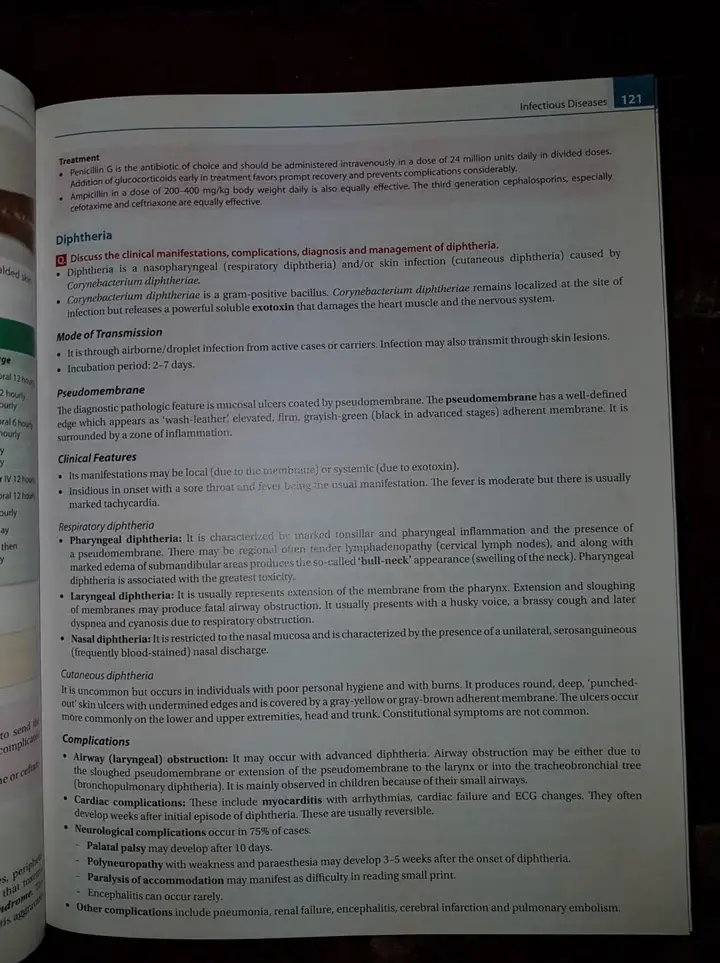 Infectious Diseases 121
Treatment
• Penicillin G is the antibiotic of choice and should be administered intravenously in a dose of 24 million units daily in divided doses.
Addition of glucocorticoids early in treatment favors prompt recovery and prevents complications considerably.
• Ampicillin in a dose of 200–400 mg/kg body weight daily is also equally effective. The third generation cephalosporins, especially
cefotaxime and ceftriaxone are equally effective.
Diphtheria
Q. Discuss the clinical manifestations, complications, diagnosis and management of diphtheria.
• Diphtheria is a nasopharyngeal (respiratory diphtheria) and/or skin infection (cutaneous diphtheria) caused by
Corynebacterium diphtheriae.
• Corynebacterium diphtheriae is a gram-positive bacillus. Corynebacterium diphtheriae remains localized at the site of
infection but releases a powerful soluble exotoxin that damages the heart muscle and the nervous system.
Mode of Transmission
• It is through airborne/droplet infection from active cases or carriers. Infection may also transmit through skin lesions.
• Incubation period: 2–7 days.
Pseudomembrane
The diagnostic pathologic feature is mucosal ulcers coated by pseudomembrane. The pseudomembrane has a well-defined
edge which appears as 'wash-leather', elevated, firm, grayish-green (black in advanced stages) adherent membrane. It is
surrounded by a zone of inflammation.
Clinical Features
• Its manifestations may be local (due to the membrane) or systemic (due to exotoxin).
• Insidious in onset with a sore throat and fever being the usual manifestation. The fever is moderate but there is usually
marked tachycardia.
Respiratory diphtheria
• Pharyngeal diphtheria: It is characterized by marked tonsillar and pharyngeal inflammation and the presence of
a pseudomembrane. There may be regional often tender lymphadenopathy (cervical lymph nodes), and along with
marked edema of submandibular areas produces the so-called 'bull-neck' appearance (swelling of the neck). Pharyngeal
diphtheria is associated with the greatest toxicity.
• Laryngeal diphtheria: It is usually represents extension of the membrane from the pharynx. Extension and sloughing
of membranes may produce fatal airway obstruction. It usually presents with a husky voice, a brassy cough and later
dyspnea and cyanosis due to respiratory obstruction.
• Nasal diphtheria: It is restricted to the nasal mucosa and is characterized by the presence of a unilateral, serosanguineous
(frequently blood-stained) nasal discharge.
Cutaneous diphtheria
It is uncommon but occurs in individuals with poor personal hygiene and with burns. It produces round, deep, 'punched-
out' skin ulcers with undermined edges and is covered by a gray-yellow or gray-brown adherent membrane. The ulcers occur
more commonly on the lower and upper extremities, head and trunk. Constitutional symptoms are not common.
Complications
• Airway (laryngeal) obstruction: It may occur with advanced diphtheria. Airway obstruction may be either due to
the sloughed pseudomembrane or extension of the pseudomembrane to the larynx or into the tracheobronchial tree
(bronchopulmonary diphtheria). It is mainly observed in children because of their small airways.
• Cardiac complications: These include myocarditis with arrhythmias, cardiac failure and ECG changes. They often
develop weeks after initial episode of diphtheria. These are usually reversible.
• Neurological complications occur in 75% of cases.
- Palatal palsy may develop after 10 days.
- Polyneuropathy with weakness and paraesthesia may develop 3–5 weeks after the onset of diphtheria.
- Paralysis of accommodation may manifest as difficulty in reading small print.
- Encephalitis can occur rarely.
• Other complications include pneumonia, renal failure, encephalitis, cerebral infarction and pulmonary embolism.